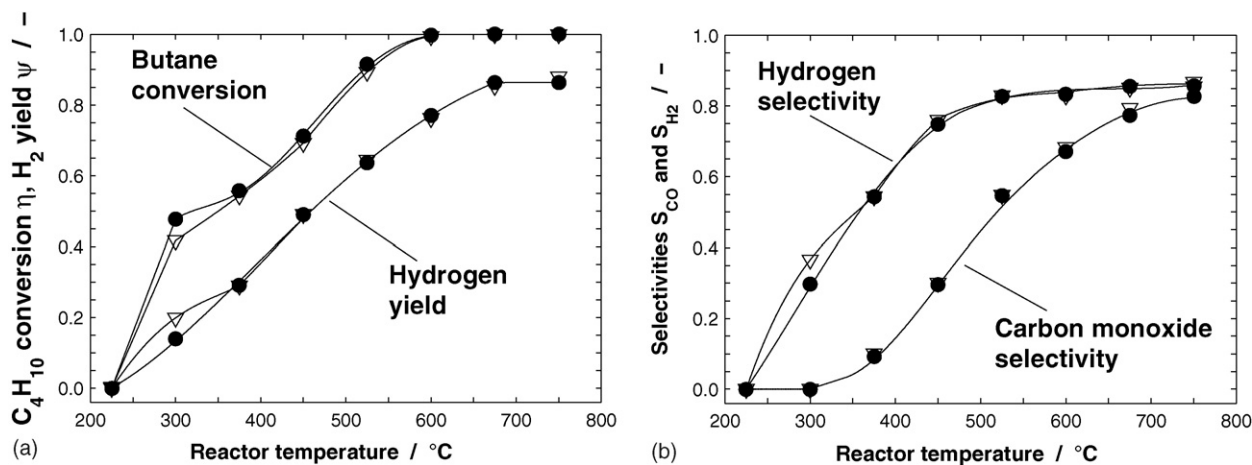 C4H10 conversion η, H2 yield ψ / –
1.0
0.8
0.6
0.4
0.2
0.0
200 300 400 500 600 700 800
Reactor temperature / °C
Butane
conversion
Hydrogen
yield
(a)
Selectivities SCO and SH2 / –
1.0
0.8
0.6
0.4
0.2
0.0
200 300 400 500 600 700 800
Reactor temperature / °C
Hydrogen
selectivity
Carbon monoxide
selectivity
(b)